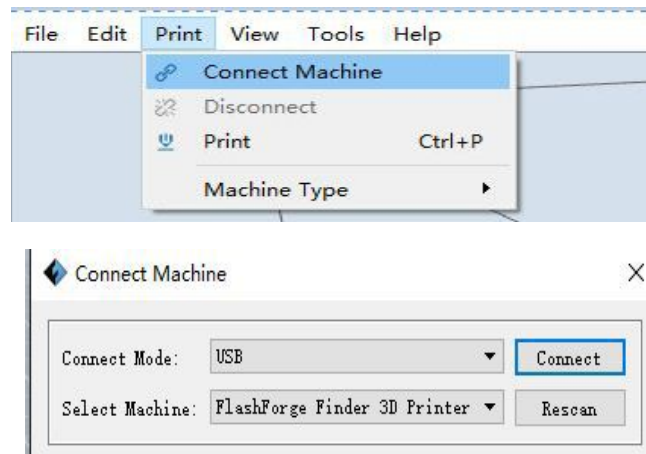 File Edit Print View Tools Help
Connect Machine
Disconnect
Print Ctrl+P
Machine Type
Connect Machine
Connect Mode: USB Connect
Select Machine: FlashForge Finder 3D Printer Rescan